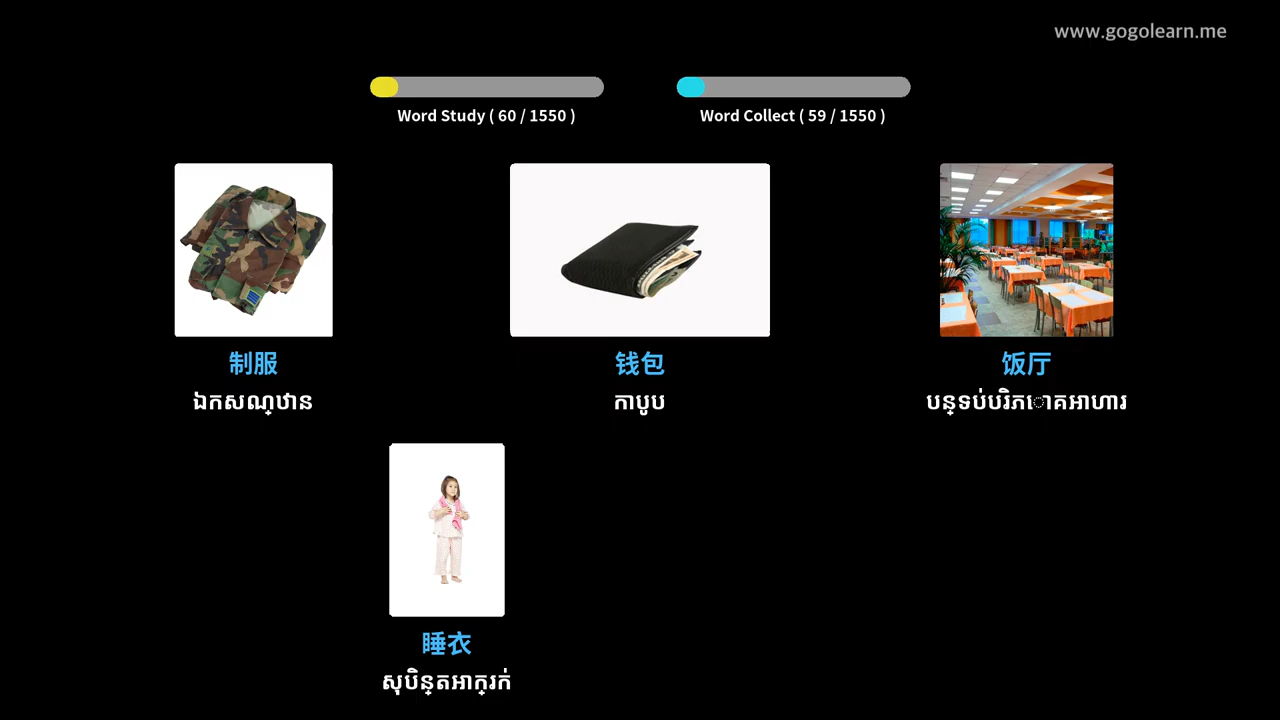 www.gogolearn.me
Word Study ( 60 / 1550 )
Word Collect ( 59 / 1550 )
制服
ឯកសណ្ឋាន
钱包
កាបូប
饭厅
បន្ទប់បរិភោគអាហារ
睡衣
សុបិន្តអាក្រក់